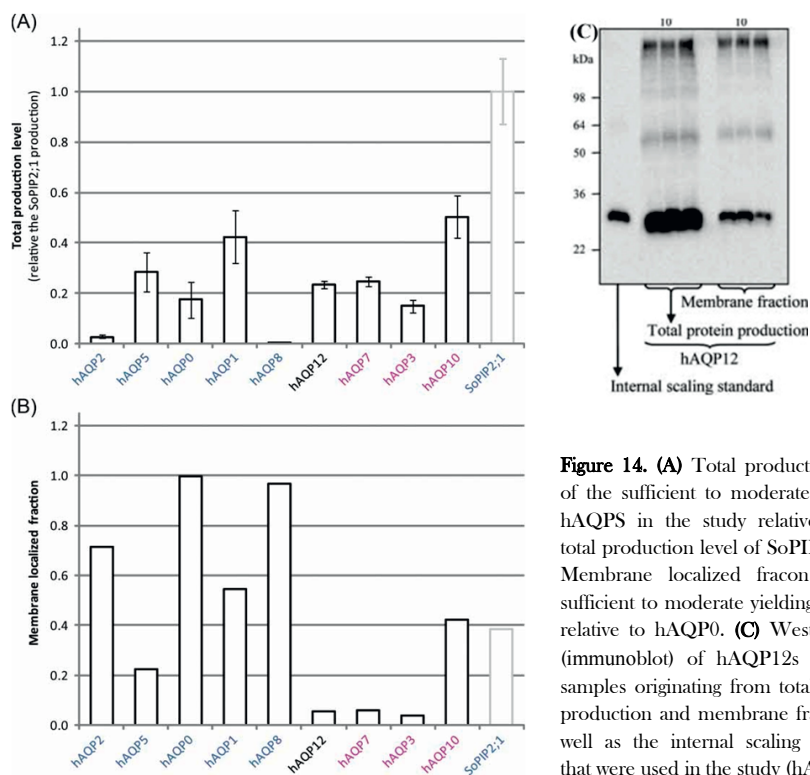 (A)
Total production level
(relative the SoPIP2;1 production)
1.2
1.0
0.8
0.6
0.4
0.2
0.0
hAQP2
hAQP5
hAQP0
hAQP1
hAQP8
hAQP12
hAQP7
hAQP3
hAQP10
SoPIP2;1
(B)
Membrane localized fraction
1.2
1.0
0.8
0.6
0.4
0.2
0.0
hAQP2
hAQP5
hAQP0
hAQP1
hAQP8
hAQP12
hAQP7
hAQP3
hAQP10
SoPIP2;1
10 10
(C)
kDa
98
64
50
36
22
Membrane fraction
Total protein production
hAQP12
Internal scaling standard
Figure 14. (A) Total product
of the sufficient to moderate
hAQPS in the study relative
total production level of SoPI
Membrane localized fracon
sufficient to moderate yielding
relative to hAQP0. (C) West
(immunoblot) of hAQP12s
samples originating from total
production and membrane fr
well as the internal scaling
that were used in the study (hA